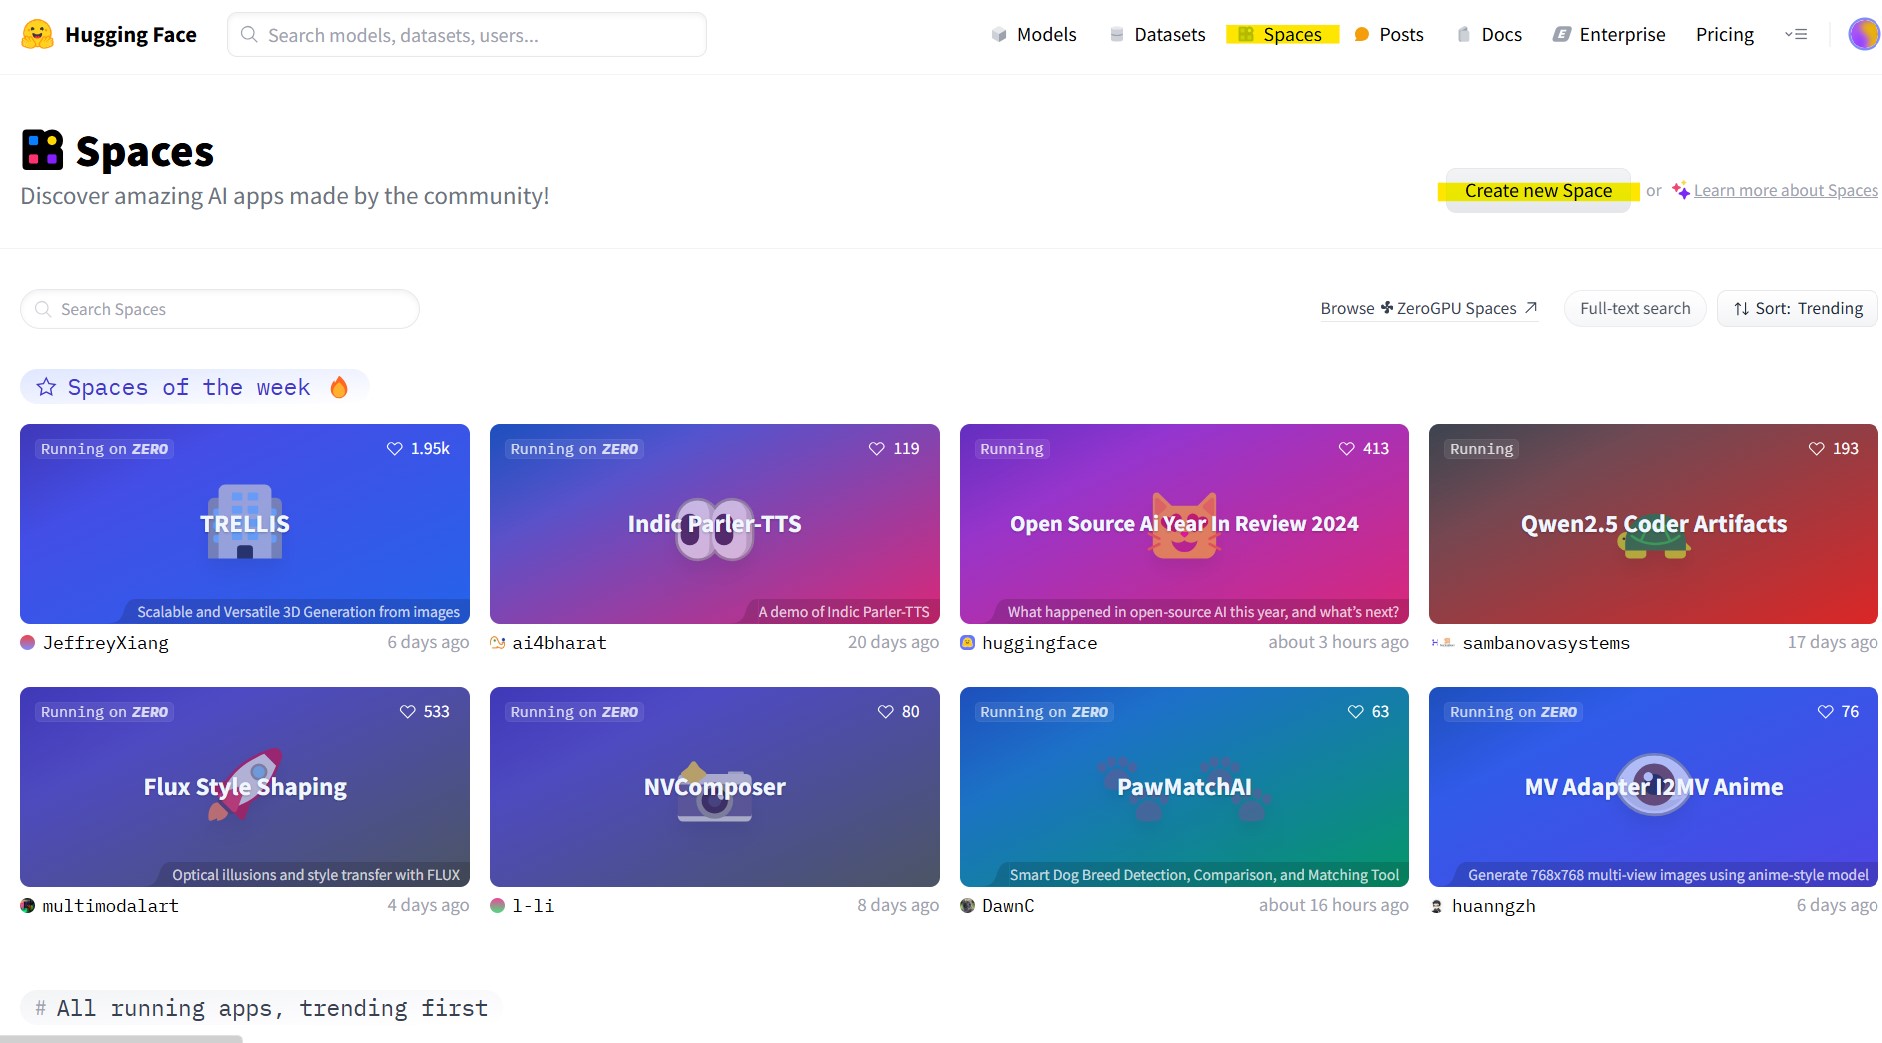 Hugging Face
Search models, datasets, users...
Models
Datasets
Spaces
Posts
Docs
Enterprise
Pricing
Spaces
Discover amazing AI apps made by the community!
Create new Space or Learn more about Spaces
Search Spaces
Browse ZeroGPU Spaces
Full-text search
Sort: Trending
Spaces of the week
Running on ZERO
1.95k
TRELLIS
Scalable and Versatile 3D Generation from images
JeffreyXiang
6 days ago
Running on ZERO
119
Indic Parler-TTS
A demo of Indic Parler-TTS
ai4bharat
20 days ago
Running
413
Open Source Ai Year In Review 2024
What happened in open-source AI this year, and what's next?
huggingface
about 3 hours ago
Running
193
Qwen2.5 Coder Artifacts
sambanovasystems
17 days ago
Running on ZERO
533
Flux Style Shaping
Optical illusions and style transfer with FLUX
multimodalart
4 days ago
Running on ZERO
80
NVComposer
l-li
8 days ago
Running on ZERO
63
PawMatchAI
Smart Dog Breed Detection, Comparison, and Matching Tool
DawnC
about 16 hours ago
Running on ZERO
76
MV Adapter I2MV Anime
Generate 768x768 multi-view images using anime-style model
huanngzh
6 days ago
# All running apps, trending first